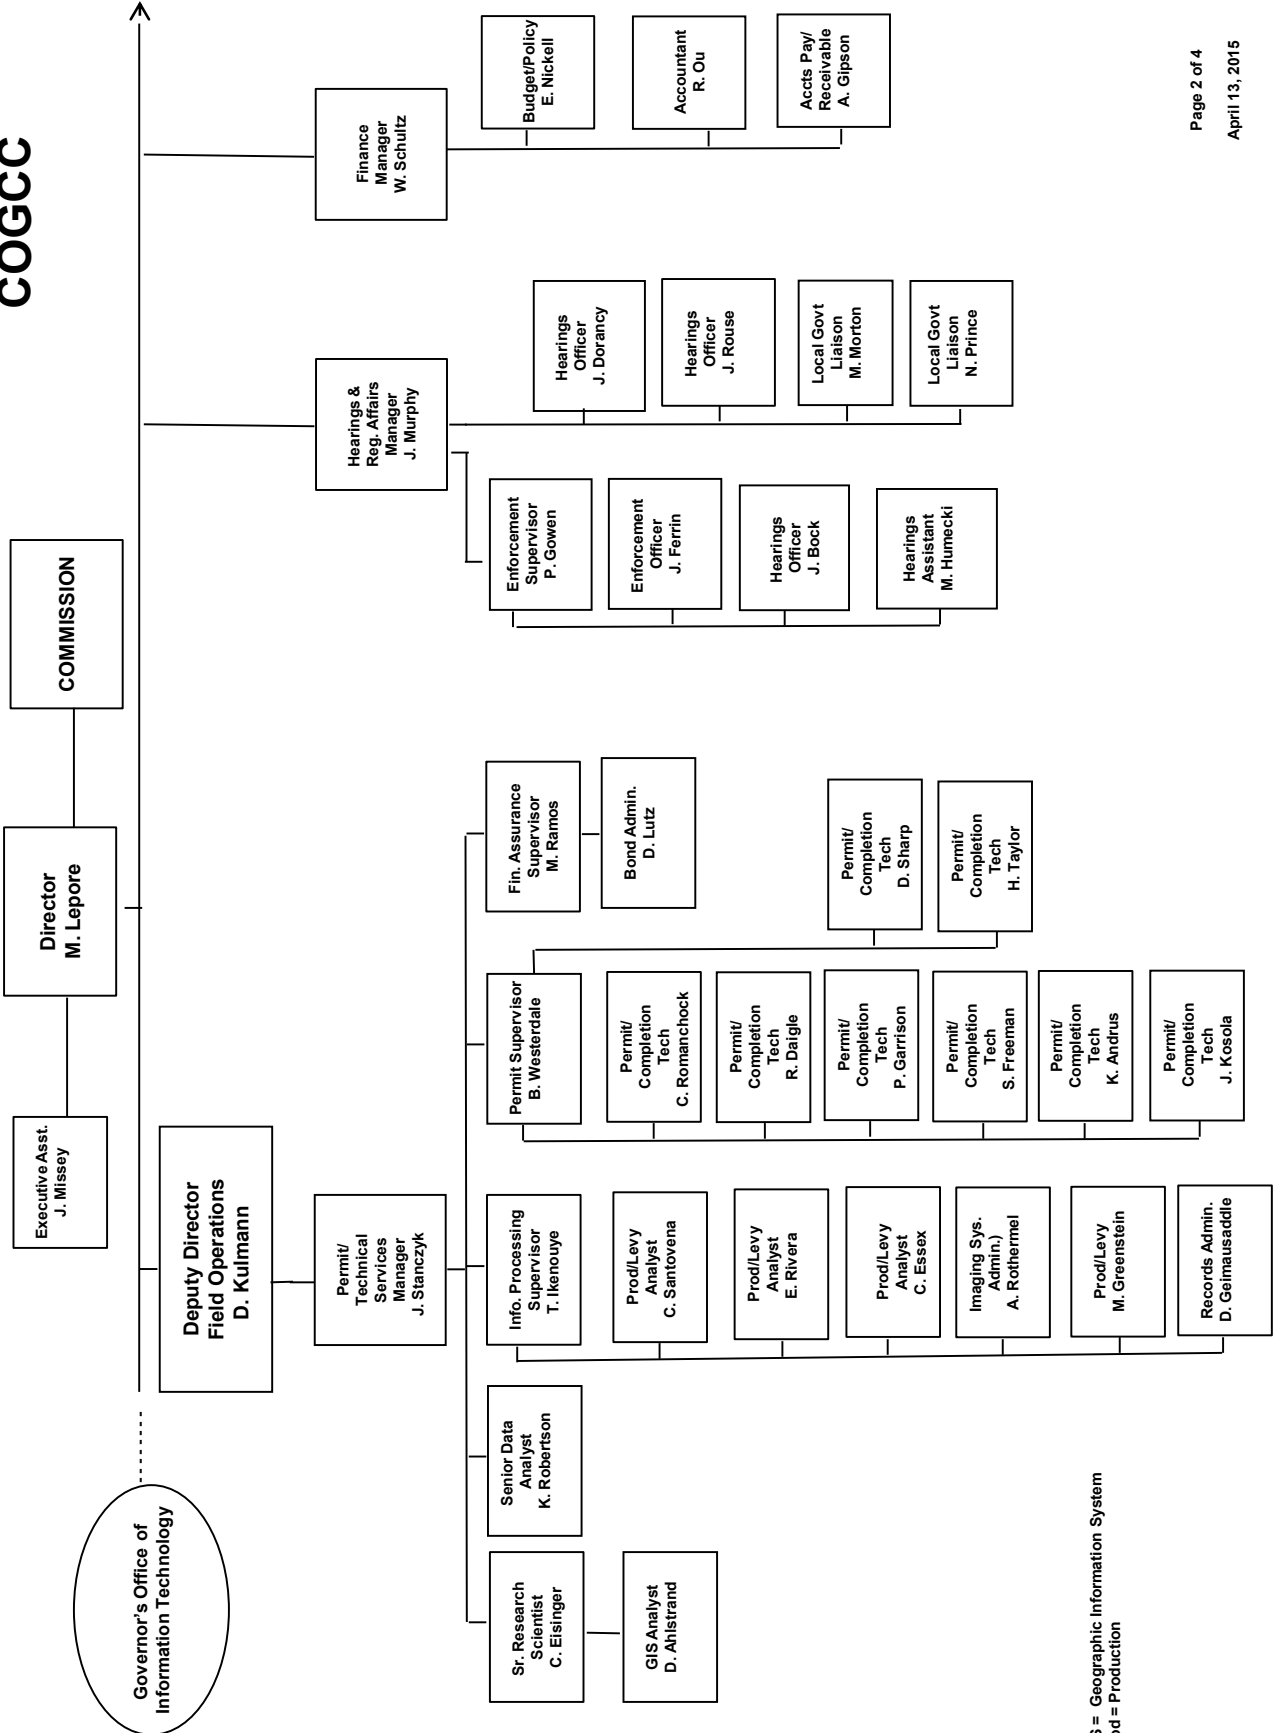 COGCC
COMMISSION
Director
M. Lepore
Executive Asst.
J. Missey
Governor's Office of
Information Technology
Deputy Director
Field Operations
D. Kulmann
Permit/
Technical
Services
Manager
J. Stanczyk
Hearings &
Reg. Affairs
Manager
J. Murphy
Finance
Manager
W. Schultz
Sr. Research
Scientist
C. Eisinger
GIS Analyst
D. Ahlstrand
Senior Data
Analyst
K. Robertson
Info. Processing
Supervisor
T. Ikenouye
Prod/Levy
Analyst
C. Santovena
Prod/Levy
Analyst
E. Rivera
Prod/Levy
Analyst
C. Essex
Imaging Sys.
Admin.)
A. Rothermel
Prod/Levy
M. Greenstein
Records Admin.
D. Geimausaddle
Permit Supervisor
B. Westerdale
Permit/
Completion
Tech
C. Romanchock
Permit/
Completion
Tech
R. Daigle
Permit/
Completion
Tech
P. Garrison
Permit/
Completion
Tech
S. Freeman
Permit/
Completion
Tech
K. Andrus
Permit/
Completion
Tech
J. Kosola
Permit/
Completion
Tech
D. Sharp
Permit/
Completion
Tech
H. Taylor
Fin. Assurance
Supervisor
M. Ramos
Bond Admin.
D. Lutz
Enforcement
Supervisor
P. Gowen
Enforcement
Officer
J. Ferrin
Hearings
Officer
J. Bock
Hearings
Assistant
M. Humecki
Hearings
Officer
J. Dorancy
Hearings
Officer
J. Rouse
Local Govt
Liaison
M. Morton
Local Govt
Liaison
N. Prince
Budget/Policy
E. Nickell
Accountant
R. Ou
Accts Pay/
Receivable
A. Gipson
= Geographic Information System
= Production
Page 2 of 4
April 13, 2015